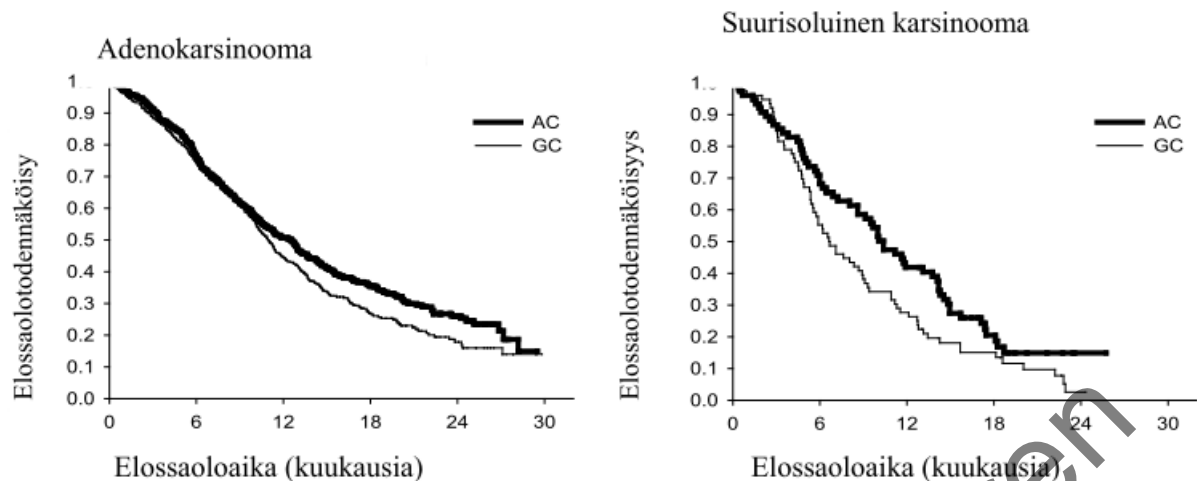 Adenokarsinooma
Elossaolotodennäköisy
1.
0.9
0.8
0.7
0.6
0.5
0.4
0.3
0.2
0.1
0.0
0 6 12 18 24 30
AC
GC
Elossaoloaika (kuukausia)
Suurisoluinen karsinooma
Elossaolotodennäköisyys
1.
0.9
0.8
0.7
0.6
0.5
0.4
0.3
0.2
0.1
0.0
0 6 12 18 24 30
AC
GC
Elossaoloaika (kuukausia)